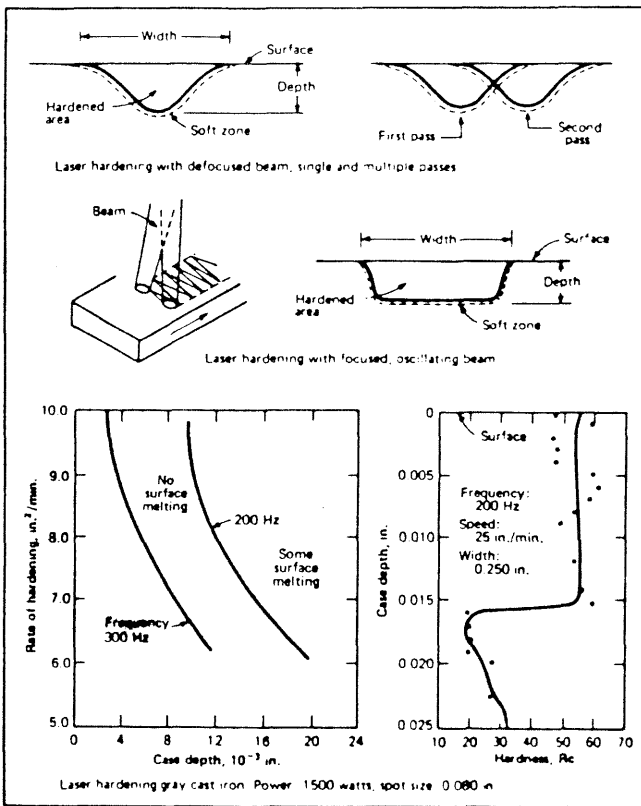 Width
Surface
Depth
Hardened
area
Soft zone
First pass
Second
pass
Laser hardening with defocused beam, single and multiple passes
Beam
Width
Surface
Depth
Hardened
area
Soft zone
Laser hardening with focused, oscillating beam
Rate of hardening, in.²/min.
10.0
9.0
8.0
7.0
6.0
5.0
No
surface
melting
200 Hz
Some
surface
melting
Frequency
300 Hz
0 4 8 12 16 20 24
Case depth, 10⁻³ in.
Case depth, in.
0
0.005
0.010
0.015
0.020
0.025
Surface
Frequency:
200 Hz
Speed:
25 in./min.
Width:
0.250 in.
10 20 30 40 50 60 70
Hardness, Rc
Laser hardening gray cast iron. Power 1500 watts, spot size 0.080 in